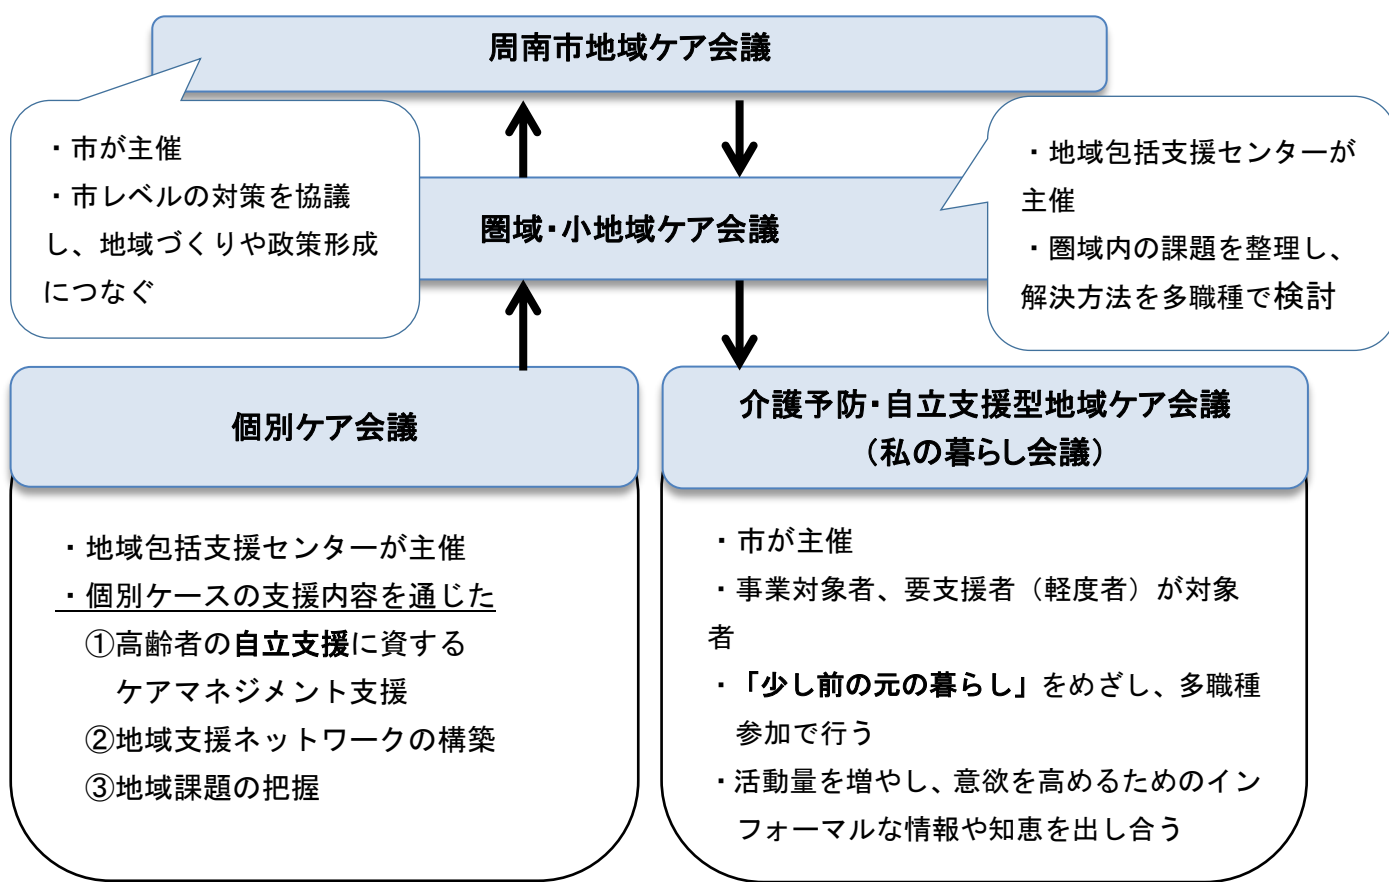 周南市地域ケア会議
・市が主催
・市レベルの対策を協議
し、地域づくりや政策形成
につなぐ
圏域・小地域ケア会議
・地域包括支援センターが
主催
・圏域内の課題を整理し、
解決方法を多職種で検討
個別ケア会議
・地域包括支援センターが主催
・個別ケースの支援内容を通じた
①高齢者の自立支援に資する
ケアマネジメント支援
②地域支援ネットワークの構築
③地域課題の把握
介護予防・自立支援型地域ケア会議
（私の暮らし会議）
・市が主催
・事業対象者、要支援者（軽度者）が対象
者
・「少し前の元の暮らし」をめざし、多職種
参加で行う
・活動量を増やし、意欲を高めるためのイン
フォーマルな情報や知恵を出し合う